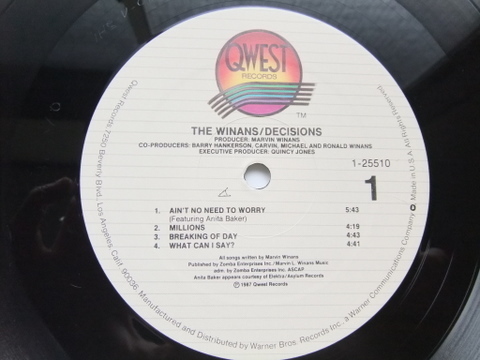 QWEST
RECORDS
TM
THE WINANS/DECISIONS
PRODUCER: MARVIN WINANS
CO-PRODUCERS: BARRY HANKERSON, CARVIN, MICHAEL AND RONALD WINANS
EXECUTIVE PRODUCER: QUINCY JONES
1-25510
1
1. AIN'T NO NEED TO WORRY 5:43
(Featuring Anita Baker)
2. MILLIONS 4:19
3. BREAKING OF DAY 4:43
4. WHAT CAN I SAY? 4:41
All songs written by Marvin Winans
Published by Zomba Enterprises Inc./Marvin L. Winans Music
adm. by Zomba Enterprises Inc. ASCAP
Anita Baker appears courtesy of Elektra/Asylum Records
℗ 1987 Qwest Records
Qwest Records 7250 Beverly Blvd., Los Angeles, Calif. 90036, Manufactured and Distributed by Warner Bros. Records Inc., a Warner Communications Company Made in U.S.A. All Rights Reserved.